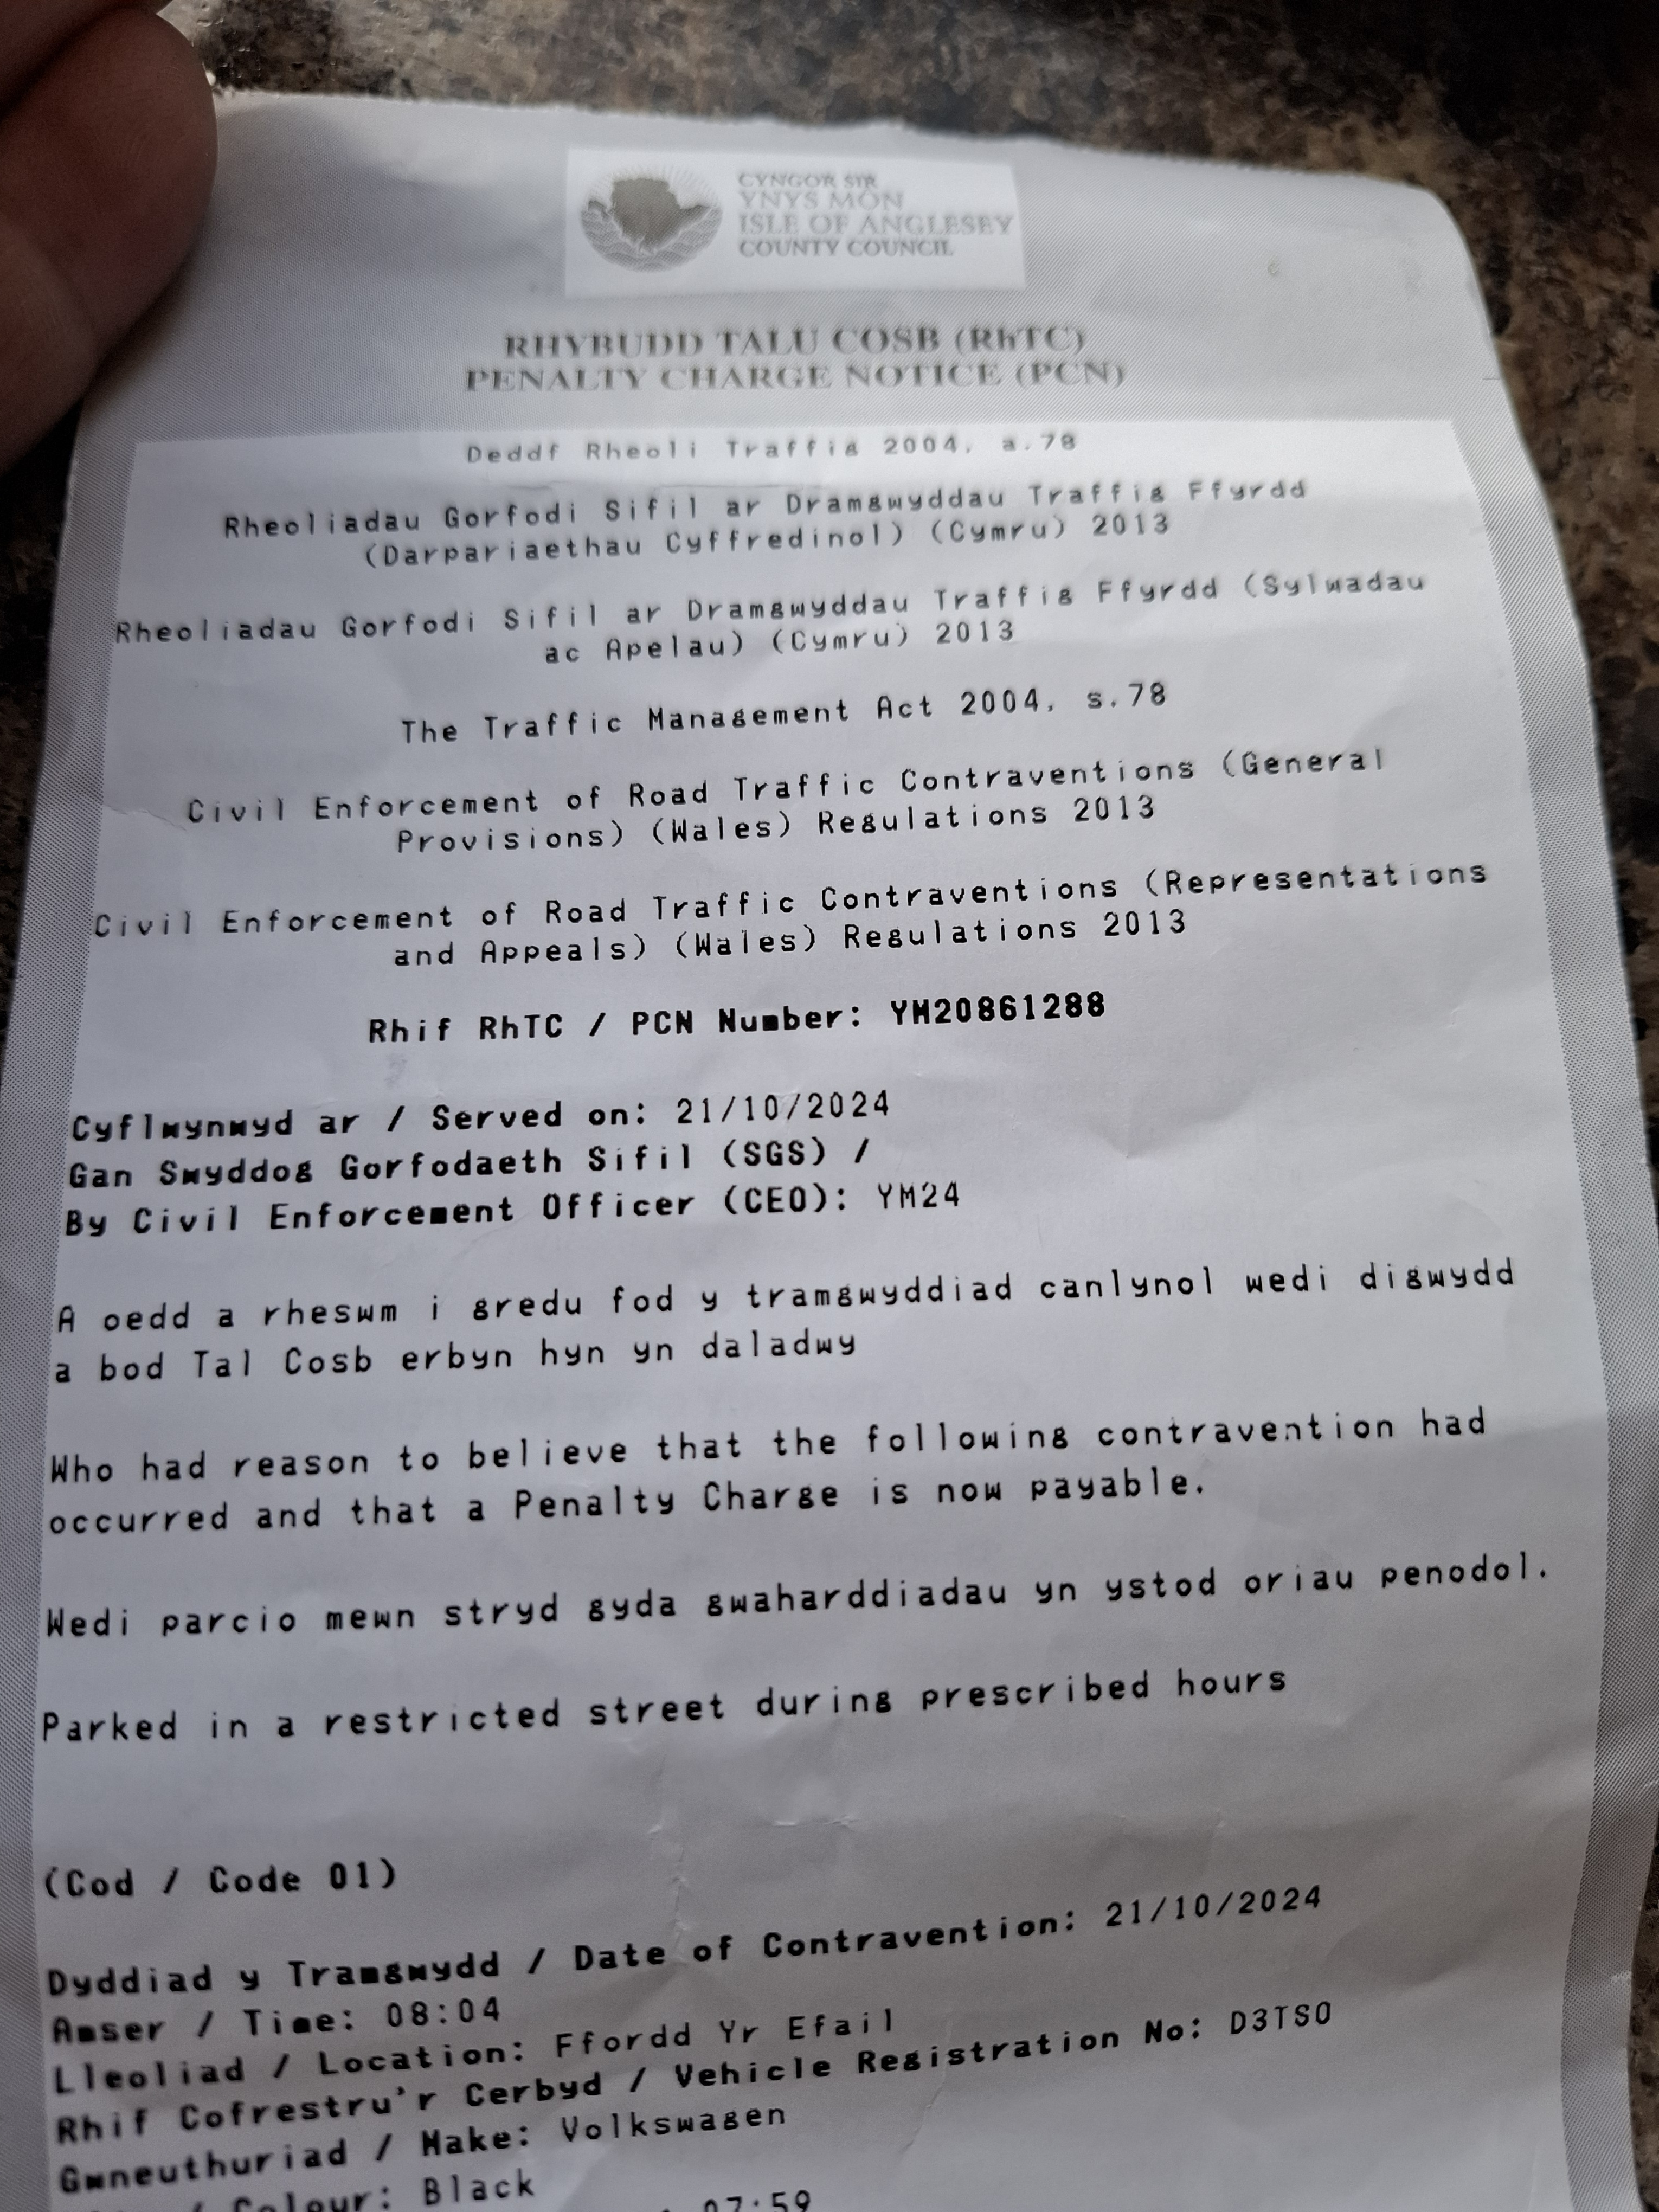 CYNGOR SIR
YNYS MÔN
ISLE OF ANGLESEY
COUNTY COUNCIL
RHYBUDD TALU COSB (RhTC)
PENALTY CHARGE NOTICE (PCN)
Deddf Rheoli Traffig 2004, a.78
Rheoliadau Gorfodi Sifil ar Dramgwyddau Traffig Ffyrdd
(Darpariaethau Cyffredinol) (Cymru) 2013
Rheoliadau Gorfodi Sifil ar Dramgwyddau Traffig Ffyrdd (Sylwadau
ac Apelau) (Cymru) 2013
The Traffic Management Act 2004, s.78
Civil Enforcement of Road Traffic Contraventions (General
Provisions) (Wales) Regulations 2013
Civil Enforcement of Road Traffic Contraventions (Representations
and Appeals) (Wales) Regulations 2013
Rhif RhTC / PCN Number: YM20861288
Cyflwynwyd ar / Served on: 21/10/2024
Gan Swyddog Gorfodaeth Sifil (SGS) /
By Civil Enforcement Officer (CEO): YM24
A oedd a rheswm i gredu fod y tramgwyddiad canlynol wedi digwydd
a bod Tal Cosb erbyn hyn yn daladwy
Who had reason to believe that the following contravention had
occurred and that a Penalty Charge is now payable.
Wedi parcio mewn stryd gyda gwaharddiadau yn ystod oriau penodol.
Parked in a restricted street during prescribed hours
(Cod / Code 01)
Dyddiad y Tramgwydd / Date of Contravention: 21/10/2024
Amser / Time: 08:04
Lleoliad / Location: Ffordd Yr Efail
Rhif Cofrestru'r Cerbyd / Vehicle Registration No: D3TSO
Gwneuthuriad / Make: Volkswagen
/ Colour: Black
07:59